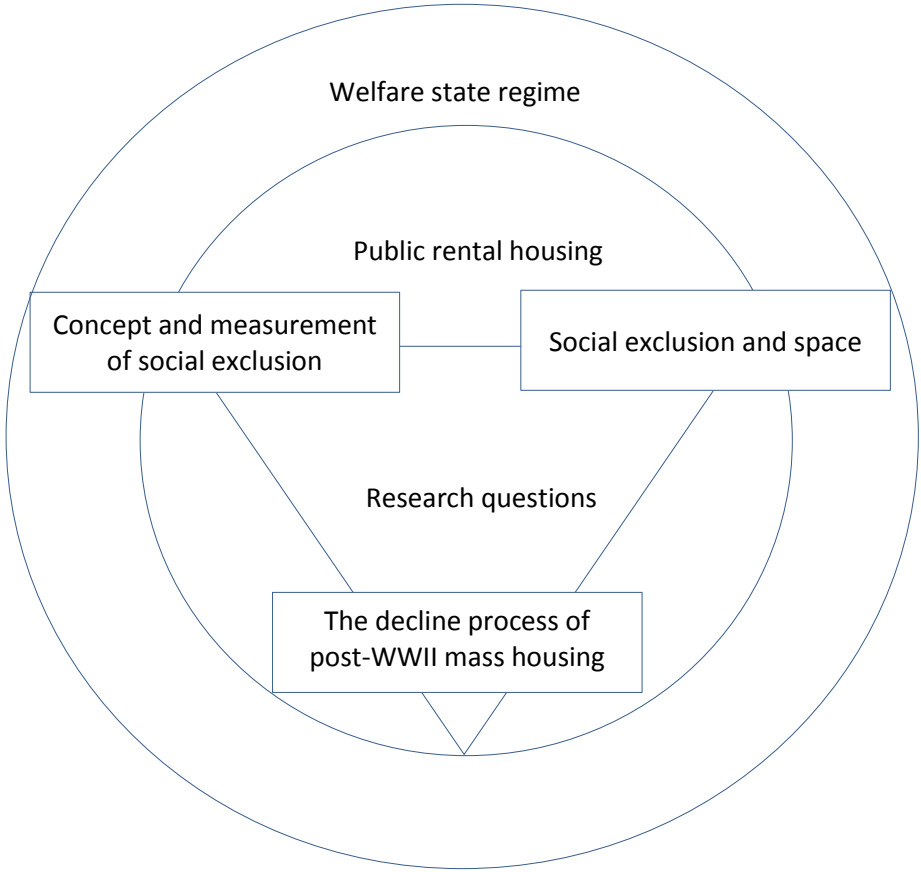 Welfare state regime
Public rental housing
Concept and measurement
of social exclusion
Social exclusion and space
Research questions
The decline process of
post-WWII mass housing